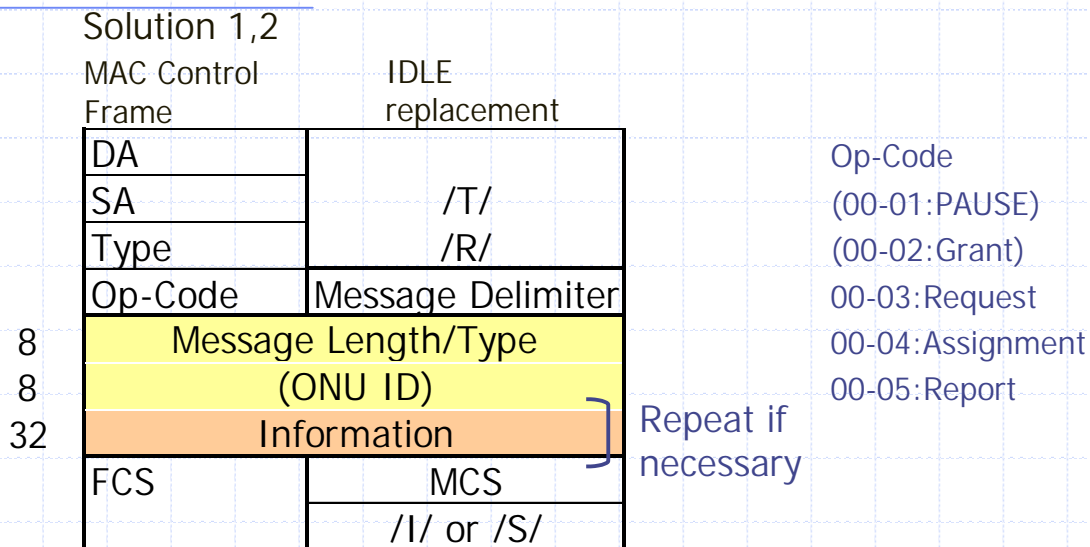 Solution 1,2
MAC Control
Frame
IDLE
replacement
DA
SA
/T/
Type
/R/
Op-Code
Message Delimiter
8
Message Length/Type
8
(ONU ID)
32
Information
FCS
MCS
/I/ or /S/
Repeat if
necessary
Op-Code
(00-01:PAUSE)
(00-02:Grant)
00-03:Request
00-04:Assignment
00-05:Report